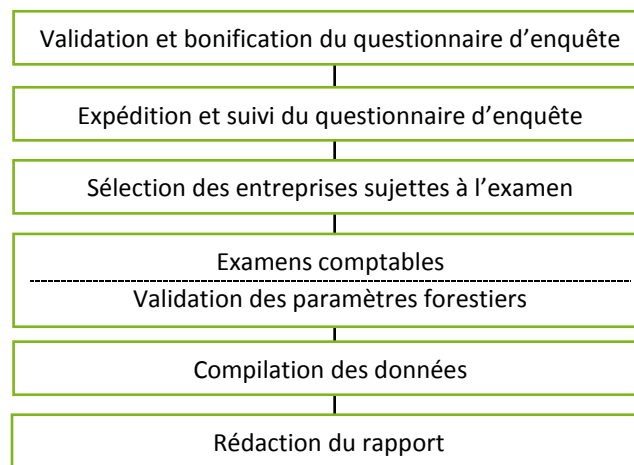 Validation et bonification du questionnaire d’enquête
Expédition et suivi du questionnaire d’enquête
Sélection des entreprises sujettes à l’examen
Examens comptables
Validation des paramètres forestiers
Compilation des données
Rédaction du rapport